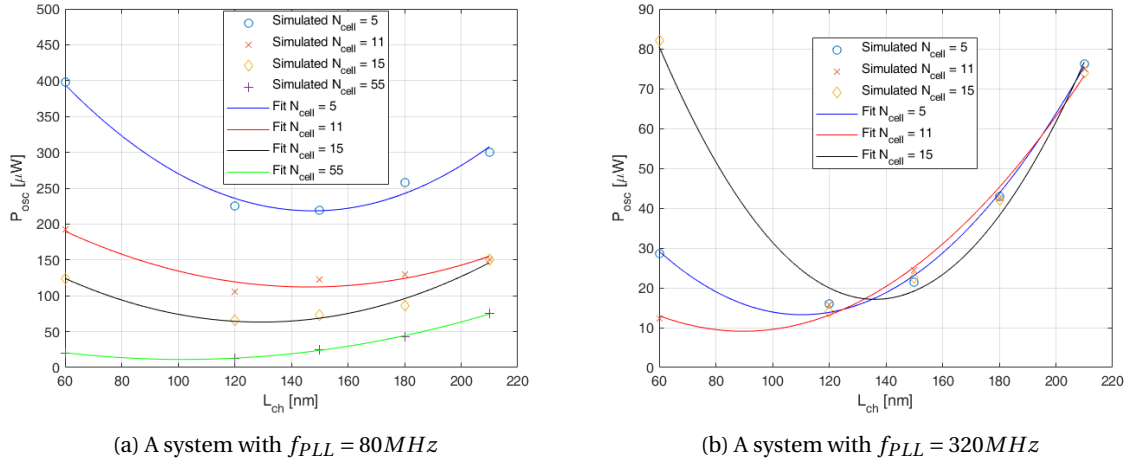 500
450
400
350
300
250
200
150
100
50
0
P_osc [μW]
Simulated N_cell = 5
Simulated N_cell = 11
Simulated N_cell = 15
Simulated N_cell = 55
Fit N_cell = 5
Fit N_cell = 11
Fit N_cell = 15
Fit N_cell = 55
60 80 100 120 140 160 180 200 220
L_ch [nm]
(a) A system with f_PLL = 80MHz
90
80
70
60
50
40
30
20
10
0
P_osc [μW]
Simulated N_cell = 5
Simulated N_cell = 11
Simulated N_cell = 15
Fit N_cell = 5
Fit N_cell = 11
Fit N_cell = 15
60 80 100 120 140 160 180 200 220
L_ch [nm]
(b) A system with f_PLL = 320MHz